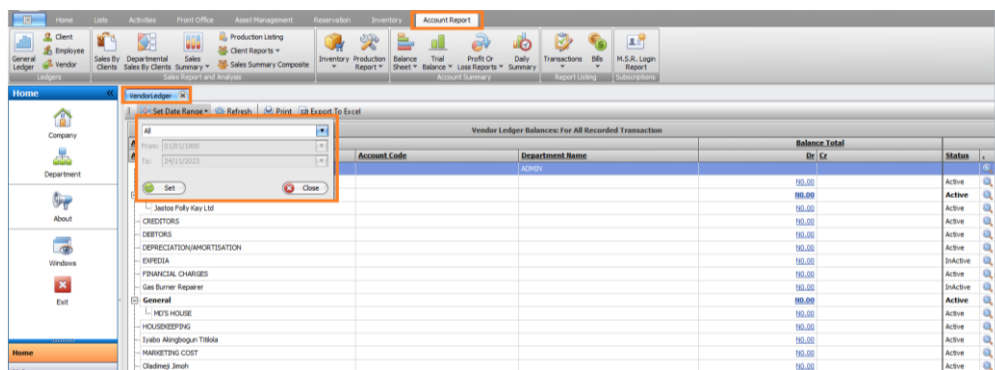 Home Lists Activities Front Office Asset Management Reservation Inventory Account Report
Client Production Listing
Employee Client Reports
Vendor Sales Summary Composite
General Ledger Sales By Clients Departmental Sales By Clients Sales Summary Inventory Production Report Balance Sheet Trial Balance Profit Or Loss Reports Daily Summary Transactions Bills M.S.R. Login Report
Ledgers Sales Report and Analysis Account Summary Report Listing Subscriptions
Home VendorLedger
Set Date Range Refresh Print Export To Excel
Company
Department
About
Windows
Exit
Home
All
From: 01/01/1900
To: 24/11/2023
Set Close
Vendor Ledger Balances: For All Recorded Transaction
Balance Total
Account Code Department Name Dr Cr Status
ADMIN
N0.00 Active
N0.00 Active
Jastos Folly Kay Ltd N0.00 Active
CREDITORS N0.00 Active
DEBTORS N0.00 Active
DEPRECIATION/AMORTISATION N0.00 Active
EXPEDIA N0.00 InActive
FINANCIAL CHARGES N0.00 Active
Gas Burner Repairer N0.00 InActive
General N0.00 Active
MD'S HOUSE N0.00 Active
HOUSEKEEPING N0.00 Active
Iyabo Akingbogun Titilola N0.00 Active
MARKETING COST N0.00 Active
Oladimeji Jimoh N0.00 Active